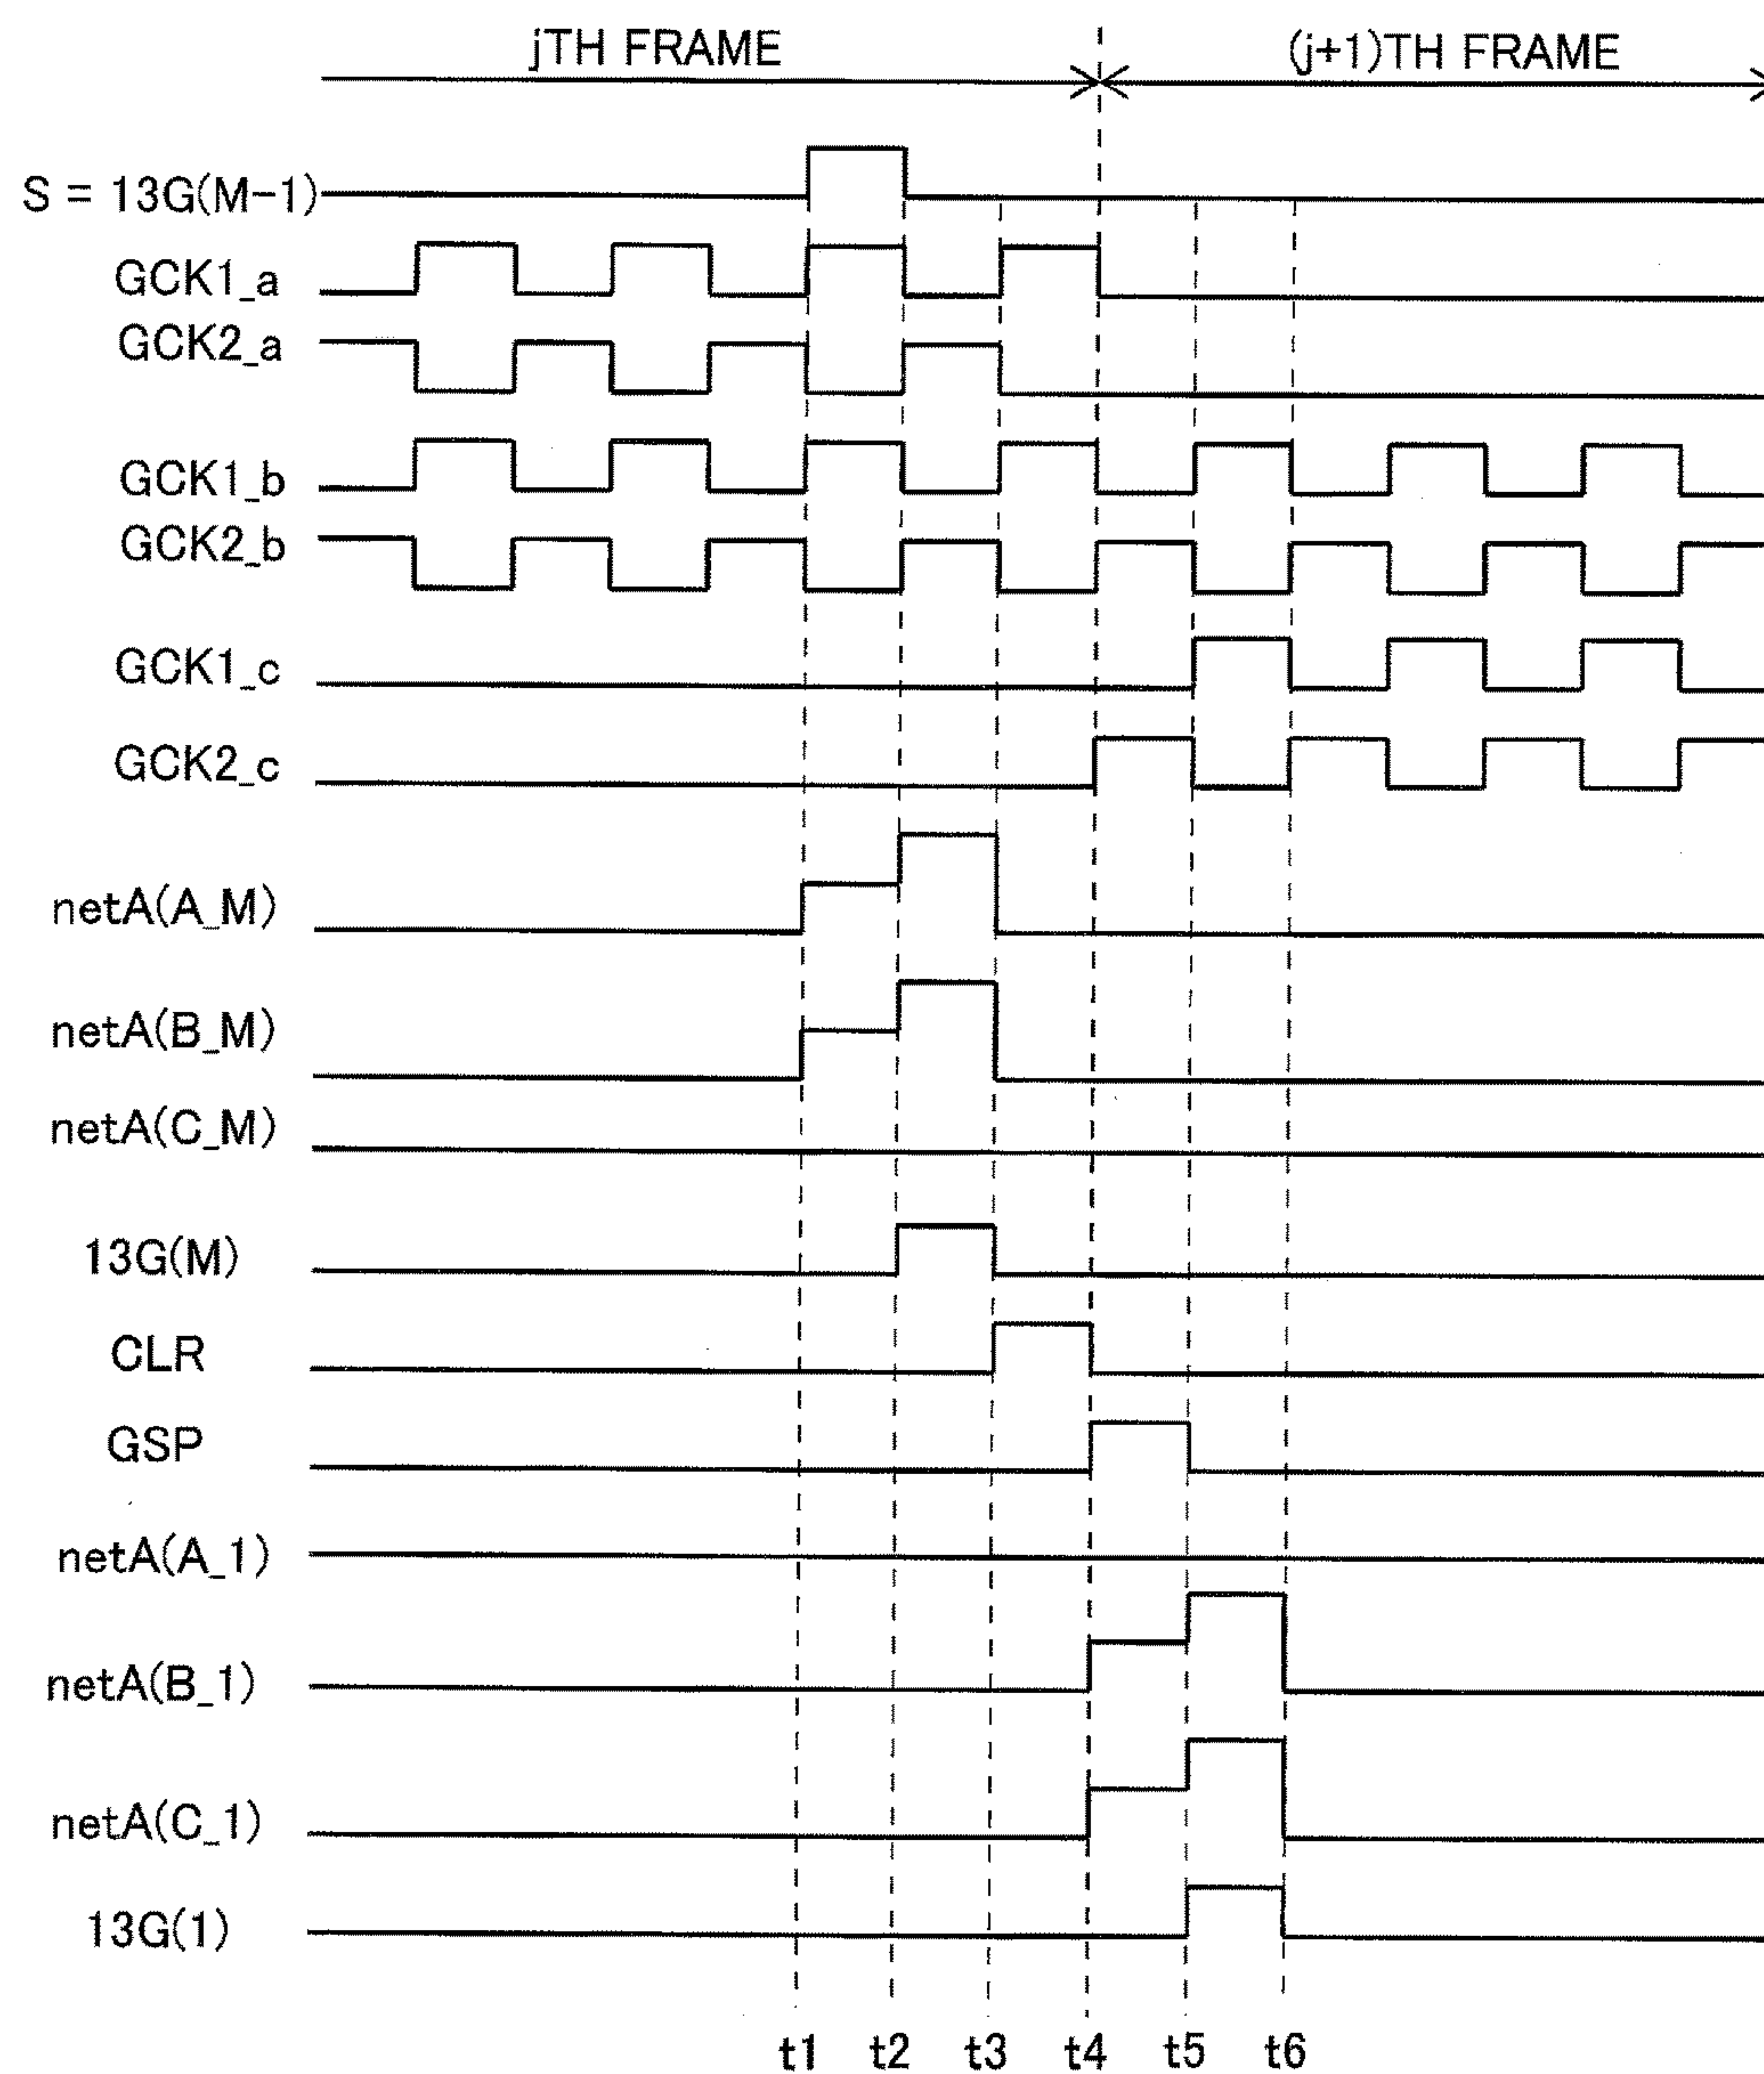 jTH FRAME
(j+1)TH FRAME
S = 13G(M-1)
GCK1_a
GCK2_a
GCK1_b
GCK2_b
GCK1_c
GCK2_c
netA(A_M)
netA(B_M)
netA(C_M)
13G(M)
CLR
GSP
netA(A_1)
netA(B_1)
netA(C_1)
13G(1)
t1 t2 t3 t4 t5 t6